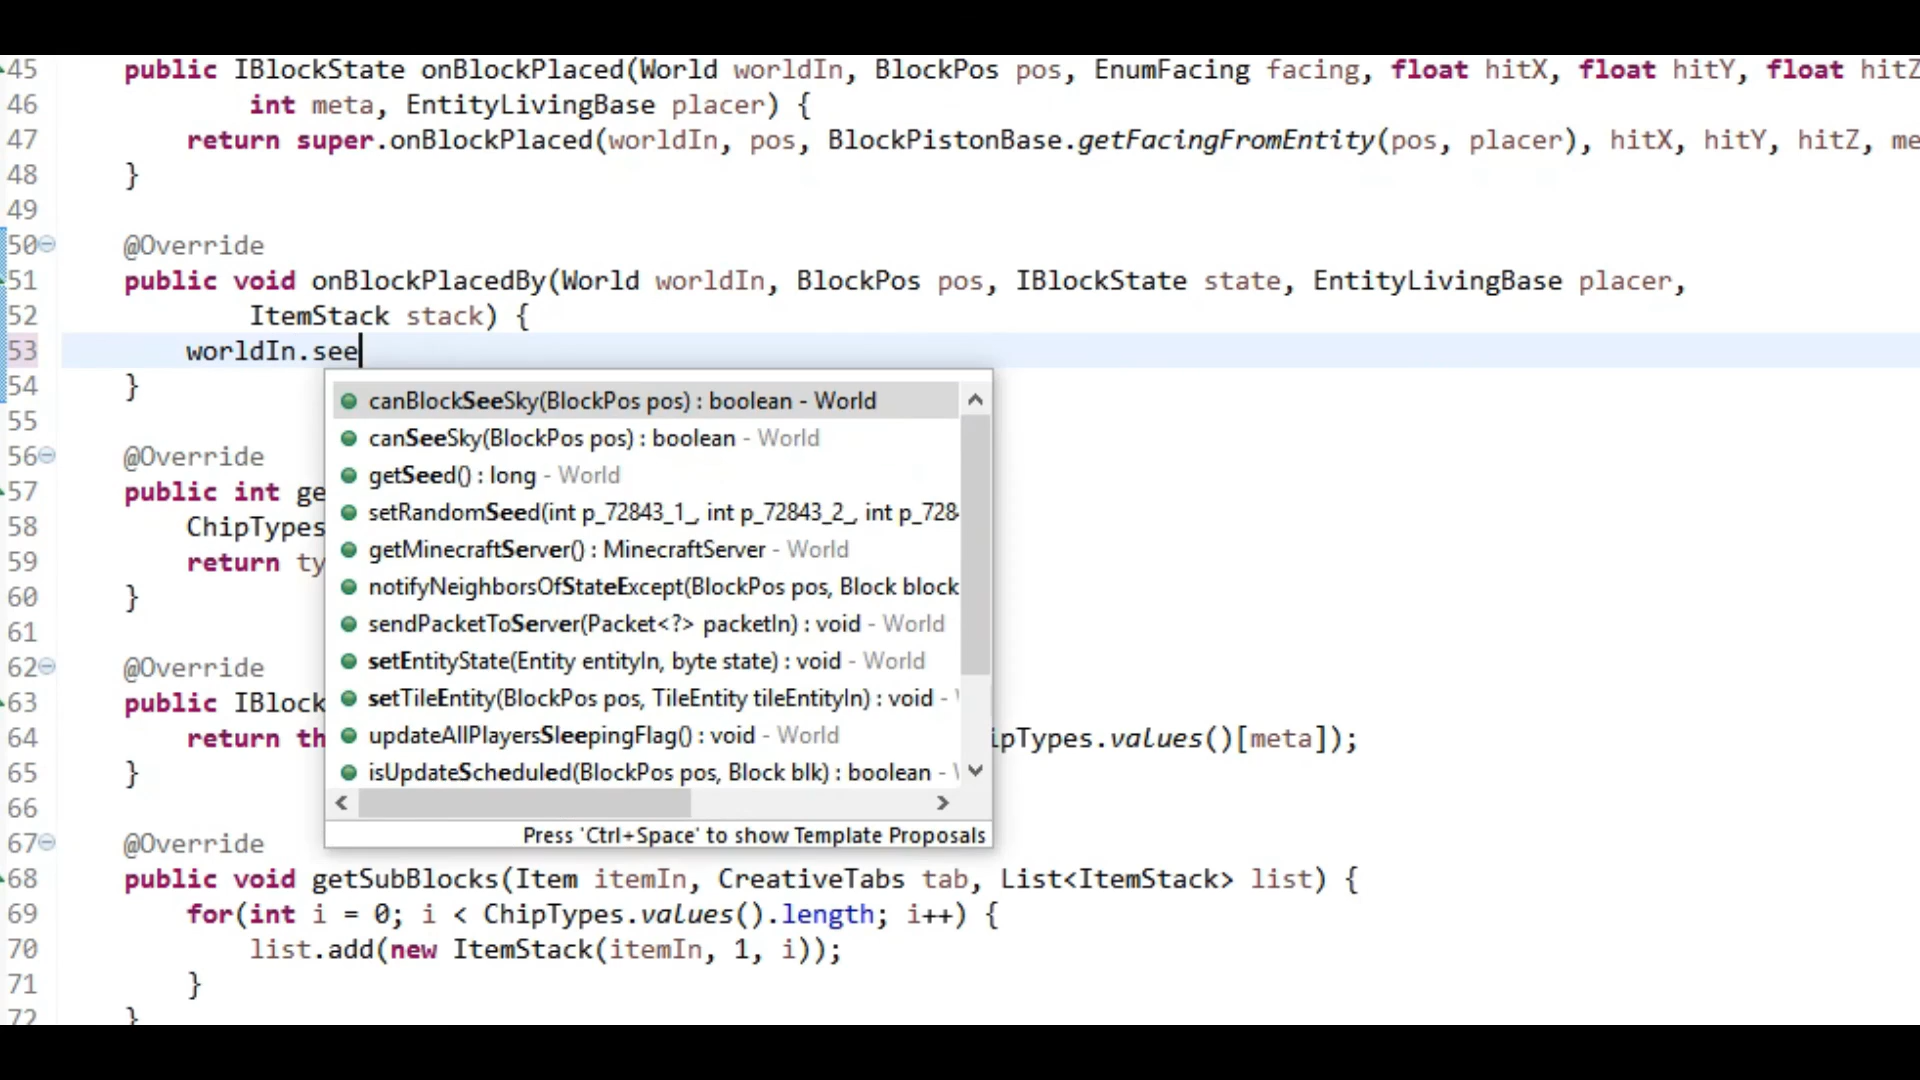 45 public IBlockState onBlockPlaced(World worldIn, BlockPos pos, EnumFacing facing, float hitX, float hitY, float hitZ
46 int meta, EntityLivingBase placer) {
47 return super.onBlockPlaced(worldIn, pos, BlockPistonBase.getFacingFromEntity(pos, placer), hitX, hitY, hitZ, me
48 }
49
50 @Override
51 public void onBlockPlacedBy(World worldIn, BlockPos pos, IBlockState state, EntityLivingBase placer,
52 ItemStack stack) {
53 worldIn.see
54 }
canBlockSeeSky(BlockPos pos) : boolean - World
55
canSeeSky(BlockPos pos) : boolean - World
56 @Override
getSeed() : long - World
57 public int ge
setRandomSeed(int p_72843_1_, int p_72843_2_, int p_728
58 ChipTypes
getMinecraftServer() : MinecraftServer - World
59 return ty
notifyNeighborsOfStateExcept(BlockPos pos, Block block
60 }
sendPacketToServer(Packet<?> packetIn) : void - World
61
setEntityState(Entity entityIn, byte state) : void - World
62 @Override
setTileEntity(BlockPos pos, TileEntity tileEntityIn) : void -
63 public IBlock
updateAllPlayersSleepingFlag() : void - World
64 return th ipTypes.values()[meta]);
isUpdateScheduled(BlockPos pos, Block blk) : boolean -
65 }
66
Press 'Ctrl+Space' to show Template Proposals
67 @Override
68 public void getSubBlocks(Item itemIn, CreativeTabs tab, List<ItemStack> list) {
69 for(int i = 0; i < ChipTypes.values().length; i++) {
70 list.add(new ItemStack(itemIn, 1, i));
71 }
72 }